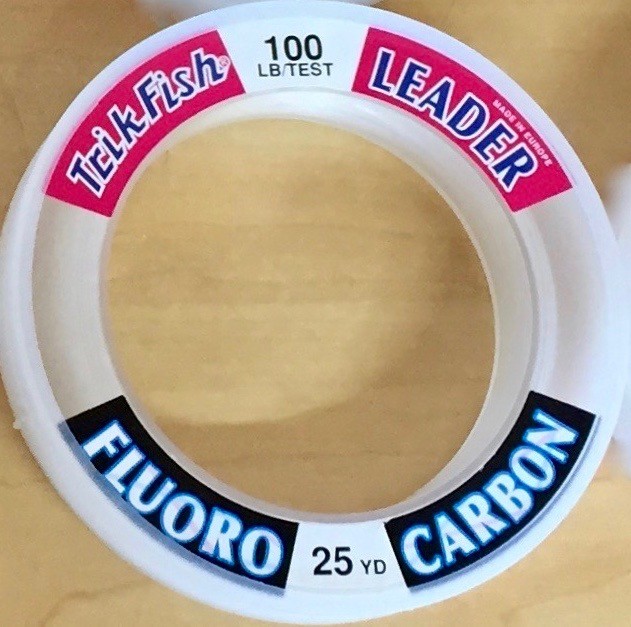 TrikFish®
100
LB/TEST
LEADER
MADE IN EUROPE
FLUORO
25 YD
CARBON